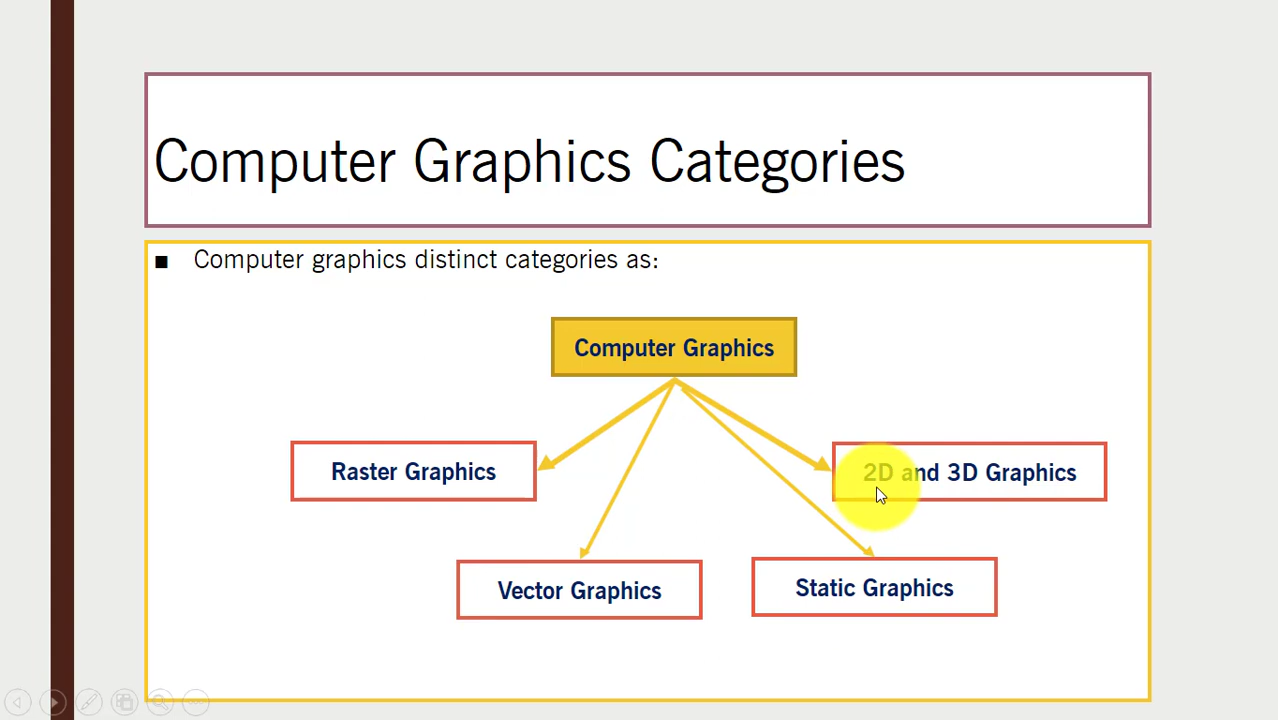 Computer Graphics Categories
■ Computer graphics distinct categories as:
Computer Graphics
Raster Graphics
2D and 3D Graphics
Vector Graphics
Static Graphics